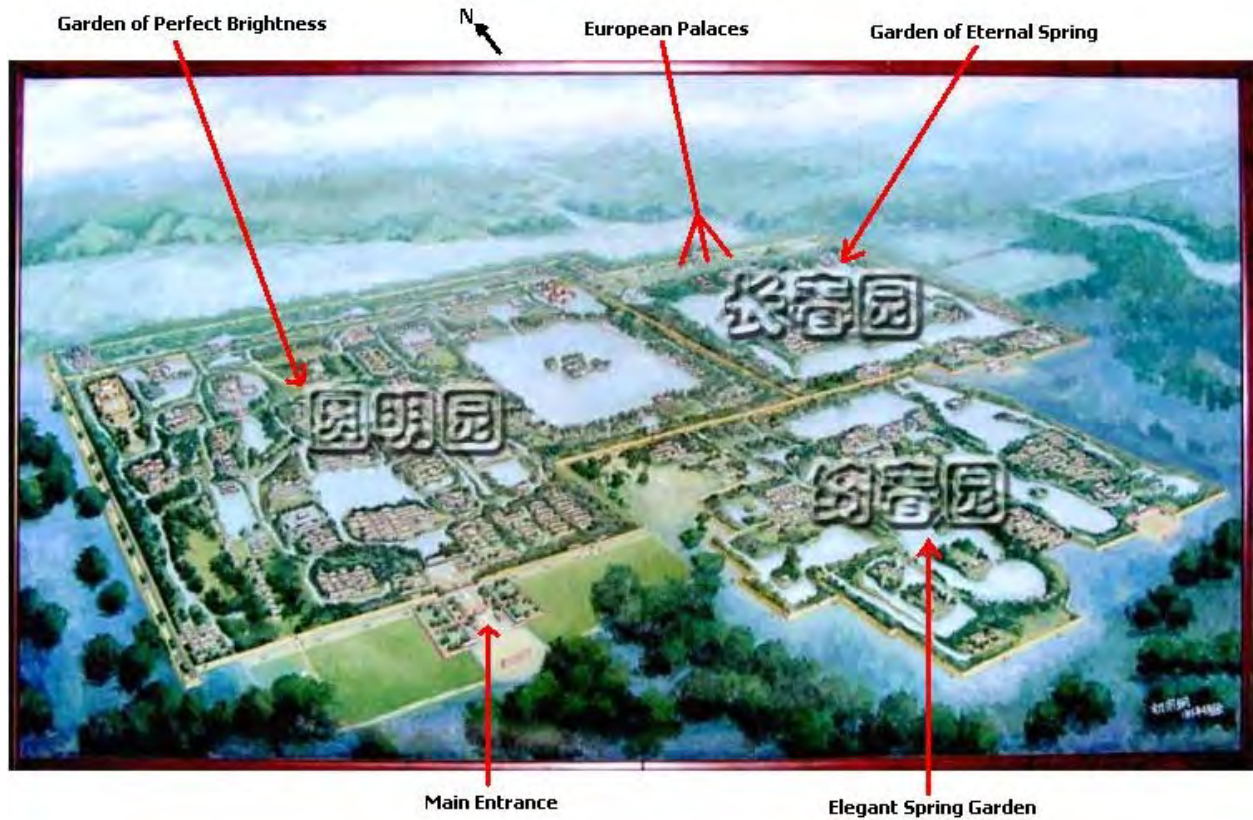 N
Garden of Perfect Brightness
European Palaces
Garden of Eternal Spring
长春园
圆明园
绮春园
Main Entrance
Elegant Spring Garden